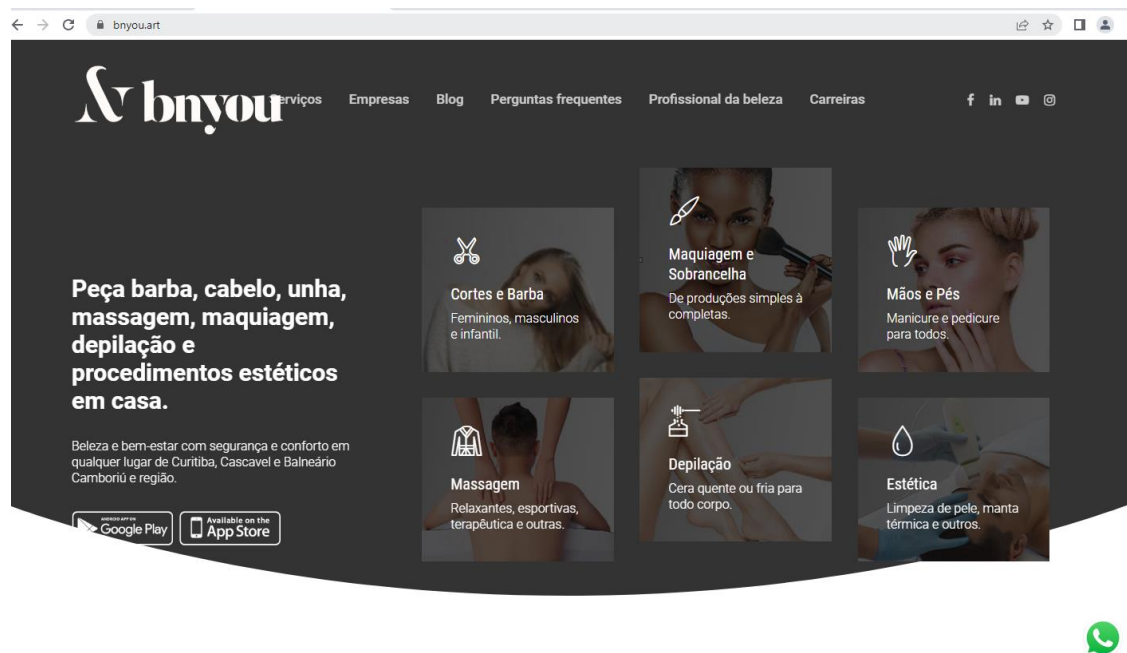 bnyou.art
& bnyou
Serviços Empresas Blog Perguntas frequentes Profissional da beleza Carreiras
f in
Peça barba, cabelo, unha,
massagem, maquiagem,
depilação e
procedimentos estéticos
em casa.
Beleza e bem-estar com segurança e conforto em
qualquer lugar de Curitiba, Cascavel e Balneário
Camboriú e região.
ANDROID APP ON
Google Play
Available on the
App Store
Cortes e Barba
Femininos, masculinos
e infantil.
Maquiagem e
Sobrancelha
De produções simples à
completas.
Mãos e Pés
Manicure e pedicure
para todos.
Massagem
Relaxantes, esportivas,
terapêutica e outras.
Depilação
Cera quente ou fria para
todo corpo.
Estética
Limpeza de pele, manta
térmica e outros.